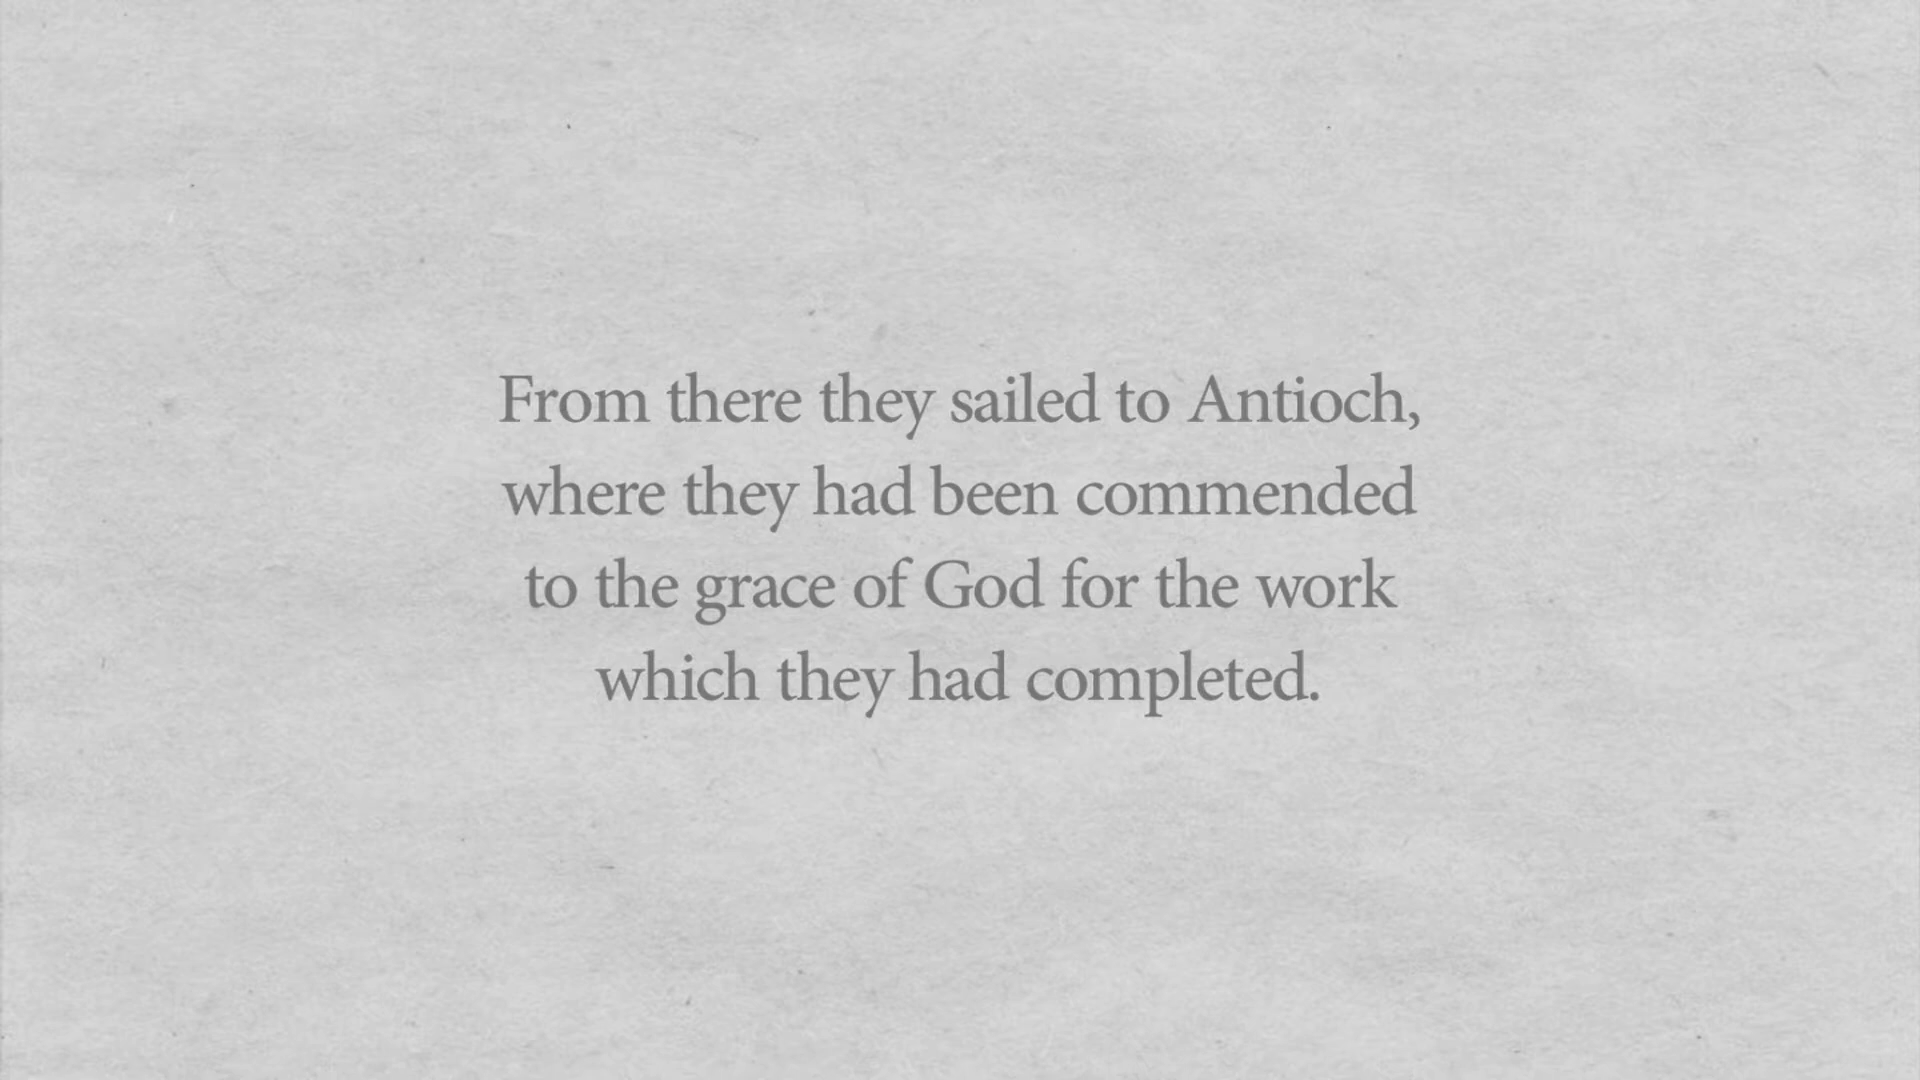 From there they sailed to Antioch,
where they had been commended
to the grace of God for the work
which they had completed.